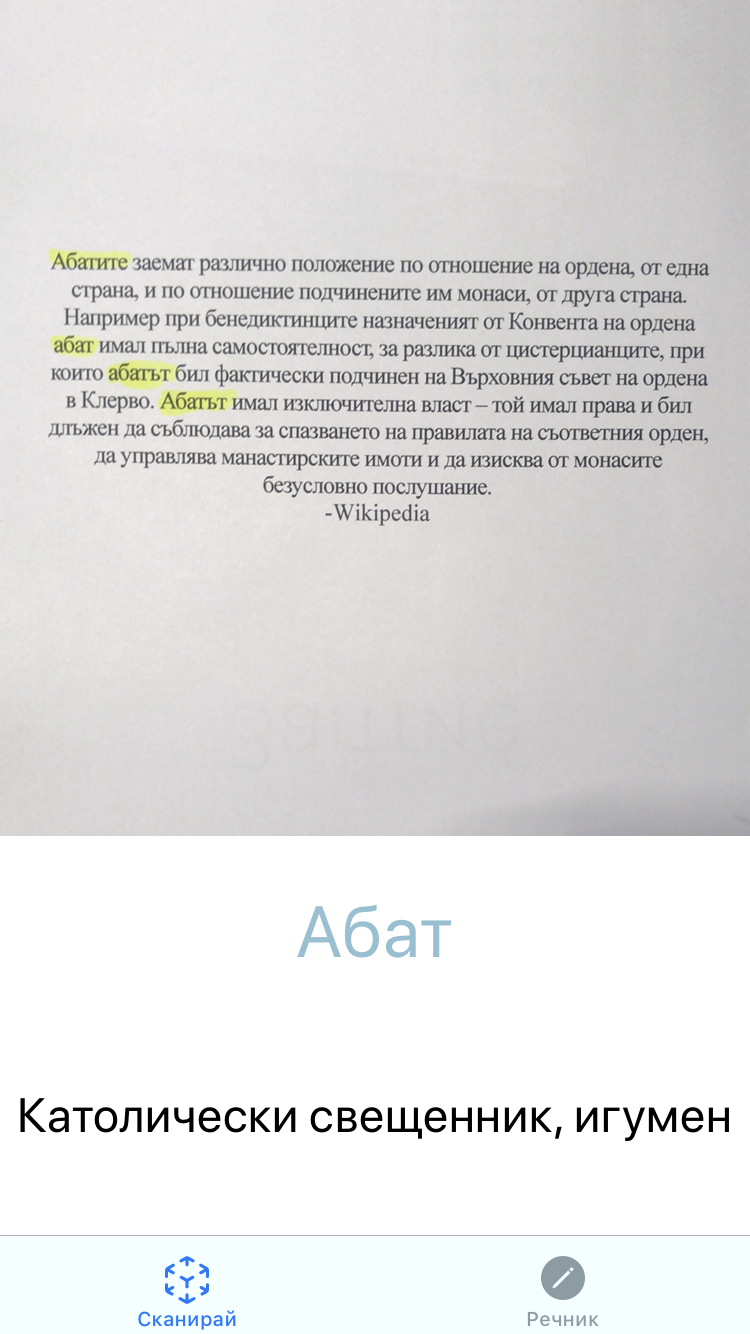 Абатите заемат различно положение по отношение на ордена, от една
страна, и по отношение подчинените им монаси, от друга страна.
Например при бенедиктинците назначеният от Конвента на ордена
абат имал пълна самостоятелност, за разлика от цистерцианците, при
които абатът бил фактически подчинен на Върховния съвет на ордена
в Клерво. Абатът имал изключителна власт – той имал права и бил
длъжен да съблюдава за спазването на правилата на съответния орден,
да управлява манастирските имоти и да изисква от монасите
безусловно послушание.
-Wikipedia
Абат
Католически свещенник, игумен
Сканирай
Речник